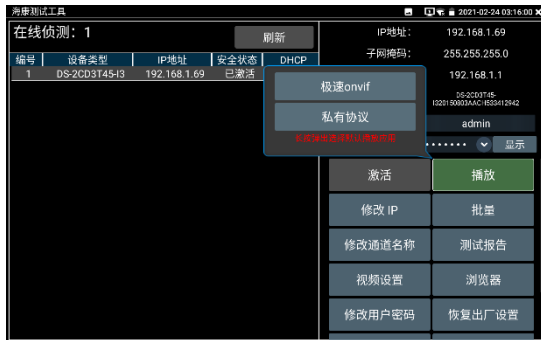 海康测试工具
2021-02-24 03:16:00
在线侦测：1
刷新
编号 设备类型 IP地址 安全状态 DHCP
1 DS-2CD3T45-I3 192.168.1.69 已激活
极速onvif
私有协议
IP地址： 192.168.1.69
子网掩码： 255.255.255.0
192.168.1.1
DS-2CD3T45-
admin
显示
激活 播放
修改 IP 批量
修改通道名称 测试报告
视频设置 浏览器
修改用户密码 恢复出厂设置